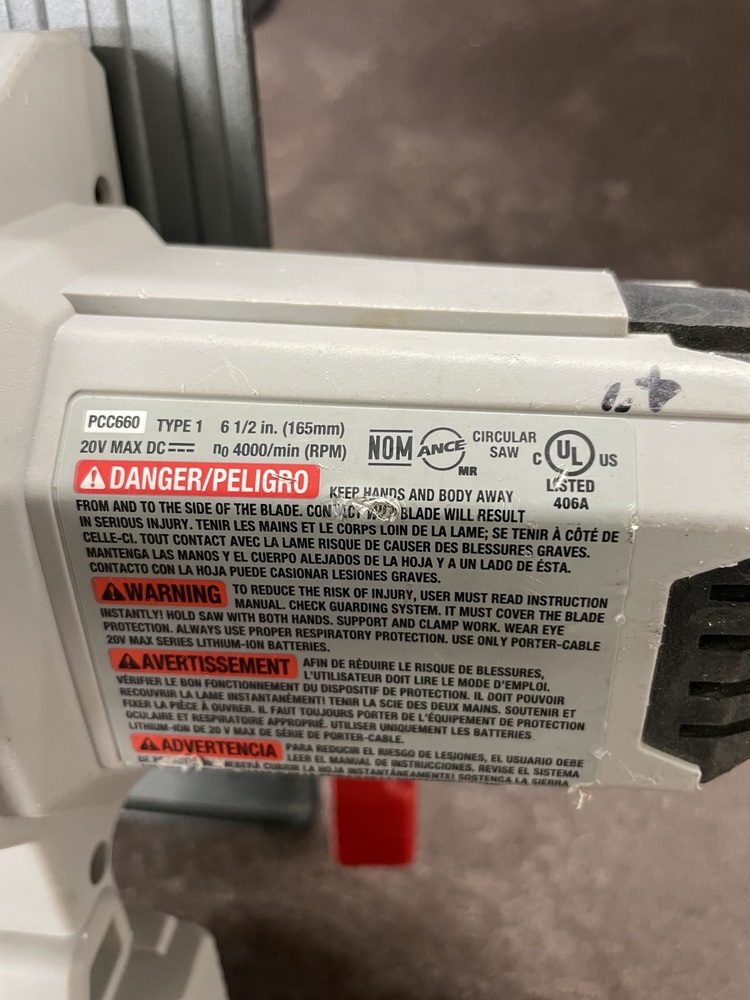 PCC660 TYPE 1 6 1/2 in. (165mm)
20V MAX DC n0 4000/min (RPM)
NOM ANCE MR
CIRCULAR SAW
C UL US
LISTED
406A
DANGER/PELIGRO KEEP HANDS AND BODY AWAY
FROM AND TO THE SIDE OF THE BLADE. BLADE WILL RESULT
IN SERIOUS INJURY. TENIR LES MAINS ET LE CORPS LOIN DE LA LAME; SE TENIR À CÔTÉ DE
CELLE-CI. TOUT CONTACT AVEC LA LAME RISQUE DE CAUSER DES BLESSURES GRAVES.
MANTENGA LAS MANOS Y EL CUERPO ALEJADOS DE LA HOJA Y A UN LADO DE ÉSTA.
CONTACTO CON LA HOJA PUEDE CASIONAR LESIONES GRAVES.
WARNING TO REDUCE THE RISK OF INJURY, USER MUST READ INSTRUCTION
MANUAL. CHECK GUARDING SYSTEM. IT MUST COVER THE BLADE
INSTANTLY! HOLD SAW WITH BOTH HANDS. SUPPORT AND CLAMP WORK. WEAR EYE
PROTECTION. ALWAYS USE PROPER RESPIRATORY PROTECTION. USE ONLY PORTER-CABLE
20V MAX SERIES LITHIUM-ION BATTERIES.
AVERTISSEMENT AFIN DE RÉDUIRE LE RISQUE DE BLESSURES,
L'UTILISATEUR DOIT LIRE LE MODE D'EMPLOI.
VÉRIFIER LE BON FONCTIONNEMENT DU DISPOSITIF DE PROTECTION. IL DOIT POUVOIR
RECOUVRIR LA LAME INSTANTANÉMENT! TENIR LA SCIE DES DEUX MAINS. SOUTENIR ET
FIXER LA PIÈCE À OUVRER. IL FAUT TOUJOURS PORTER DE L'ÉQUIPEMENT DE PROTECTION
OCULAIRE ET RESPIRATOIRE APPROPRIÉ. UTILISER UNIQUEMENT LES BATTERIES
LITHIUM-ION DE 20 V MAX DE SÉRIE DE PORTER-CABLE.
ADVERTENCIA PARA REDUCIR EL RIESGO DE LESIONES, EL USUARIO DEBE
LEER EL MANUAL DE INSTRUCCIONES. REVISE EL SISTEMA
CUBRIR LA HOJA INSTANTÁNEAMENTE! SOSTENGA LA SIERRA